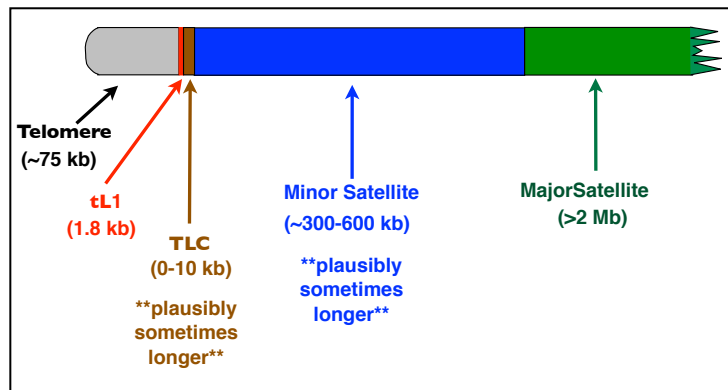 Telomere
(~75 kb)
tL1
(1.8 kb)
TLC
(0-10 kb)
**plausibly
sometimes
longer**
Minor Satellite
(~300-600 kb)
**plausibly
sometimes
longer**
MajorSatellite
(>2 Mb)